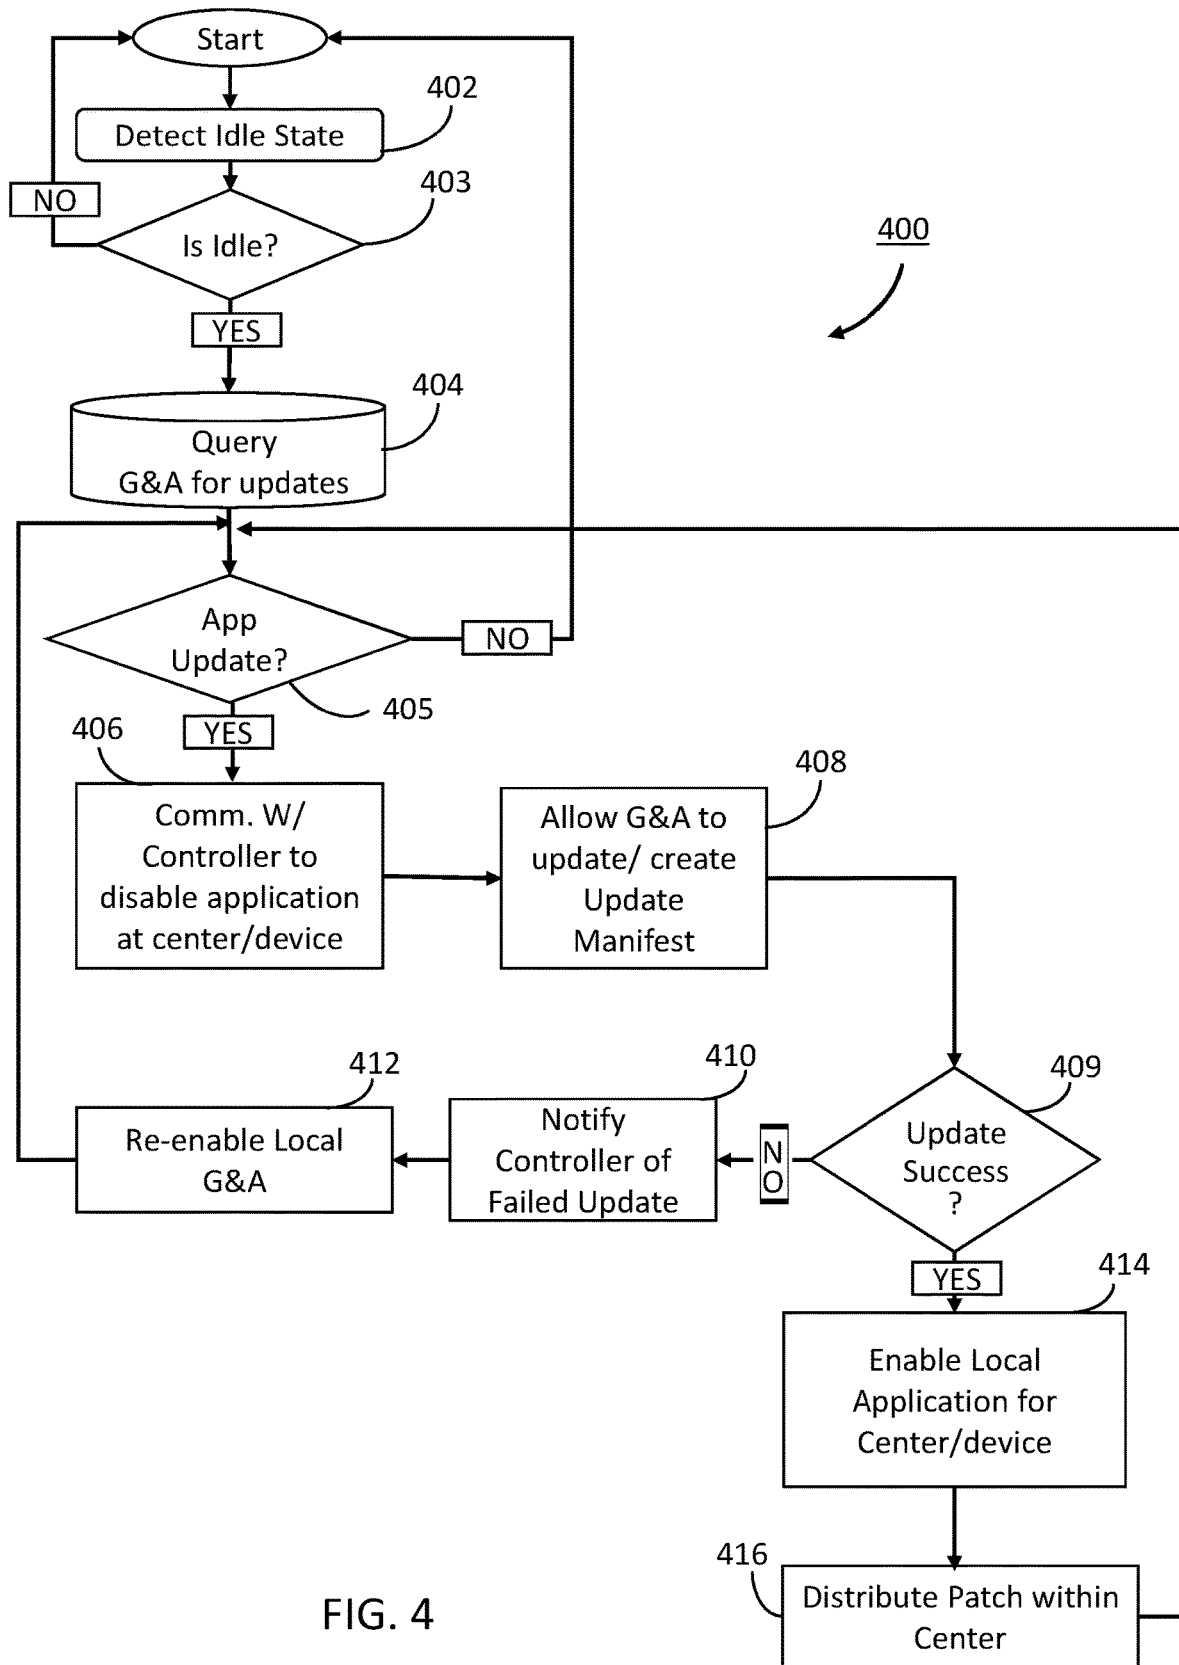 Start
402
Detect Idle State
403
NO
Is Idle?
400
YES
404
Query
G&A for updates
App
Update?
NO
405
406
YES
408
Comm. W/
Controller to
disable application
at center/device
Allow G&A to
update/ create
Update
Manifest
412
410
409
Re-enable Local
G&A
Notify
Controller of
Failed Update
N
O
Update
Success
?
YES
414
Enable Local
Application for
Center/device
416
Distribute Patch within
Center
FIG. 4